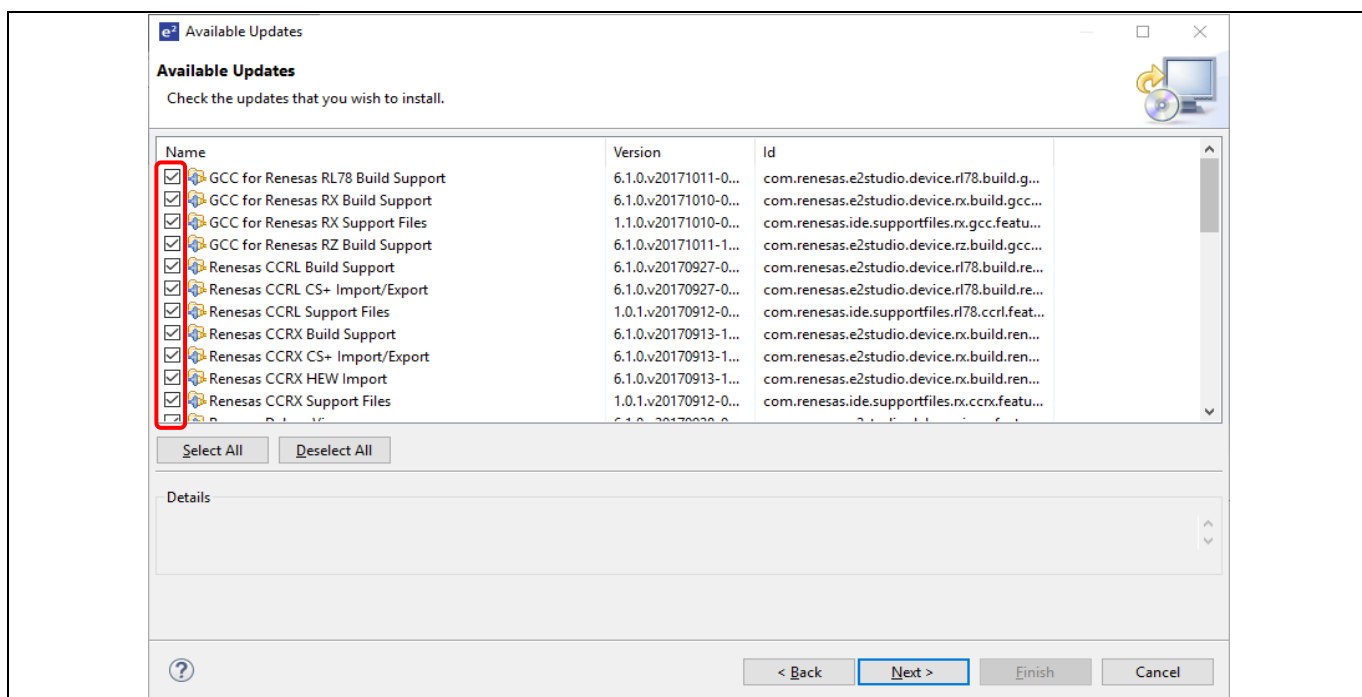 e² Available Updates
Available Updates
Check the updates that you wish to install.
Name Version Id
GCC for Renesas RL78 Build Support 6.1.0.v20171011-0... com.renesas.e2studio.device.rl78.build.g...
GCC for Renesas RX Build Support 6.1.0.v20171010-0... com.renesas.e2studio.device.rx.build.gcc...
GCC for Renesas RX Support Files 1.1.0.v20171010-0... com.renesas.ide.supportfiles.rx.gcc.featu...
GCC for Renesas RZ Build Support 6.1.0.v20171011-1... com.renesas.e2studio.device.rz.build.gcc...
Renesas CCRL Build Support 6.1.0.v20170927-0... com.renesas.e2studio.device.rl78.build.re...
Renesas CCRL CS+ Import/Export 6.1.0.v20170927-0... com.renesas.e2studio.device.rl78.build.re...
Renesas CCRL Support Files 1.0.1.v20170912-0... com.renesas.ide.supportfiles.rl78.ccrl.feat...
Renesas CCRX Build Support 6.1.0.v20170913-1... com.renesas.e2studio.device.rx.build.ren...
Renesas CCRX CS+ Import/Export 6.1.0.v20170913-1... com.renesas.e2studio.device.rx.build.ren...
Renesas CCRX HEW Import 6.1.0.v20170913-1... com.renesas.e2studio.device.rx.build.ren...
Renesas CCRX Support Files 1.0.1.v20170912-0... com.renesas.ide.supportfiles.rx.ccrx.featu...
Select All Deselect All
Details
? < Back Next > Finish Cancel